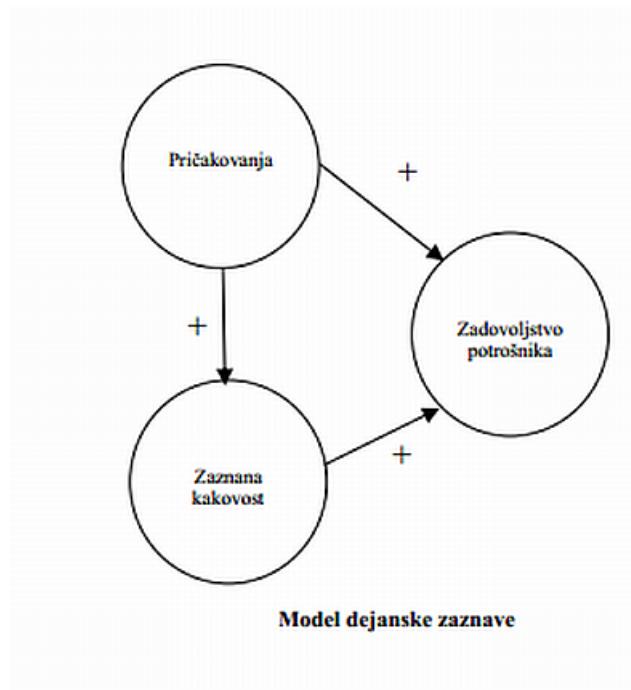 Pričakovanja
+
+
Zadovoljstvo
potrošnika
+
Zaznana
kakovost
Model dejanske zaznave